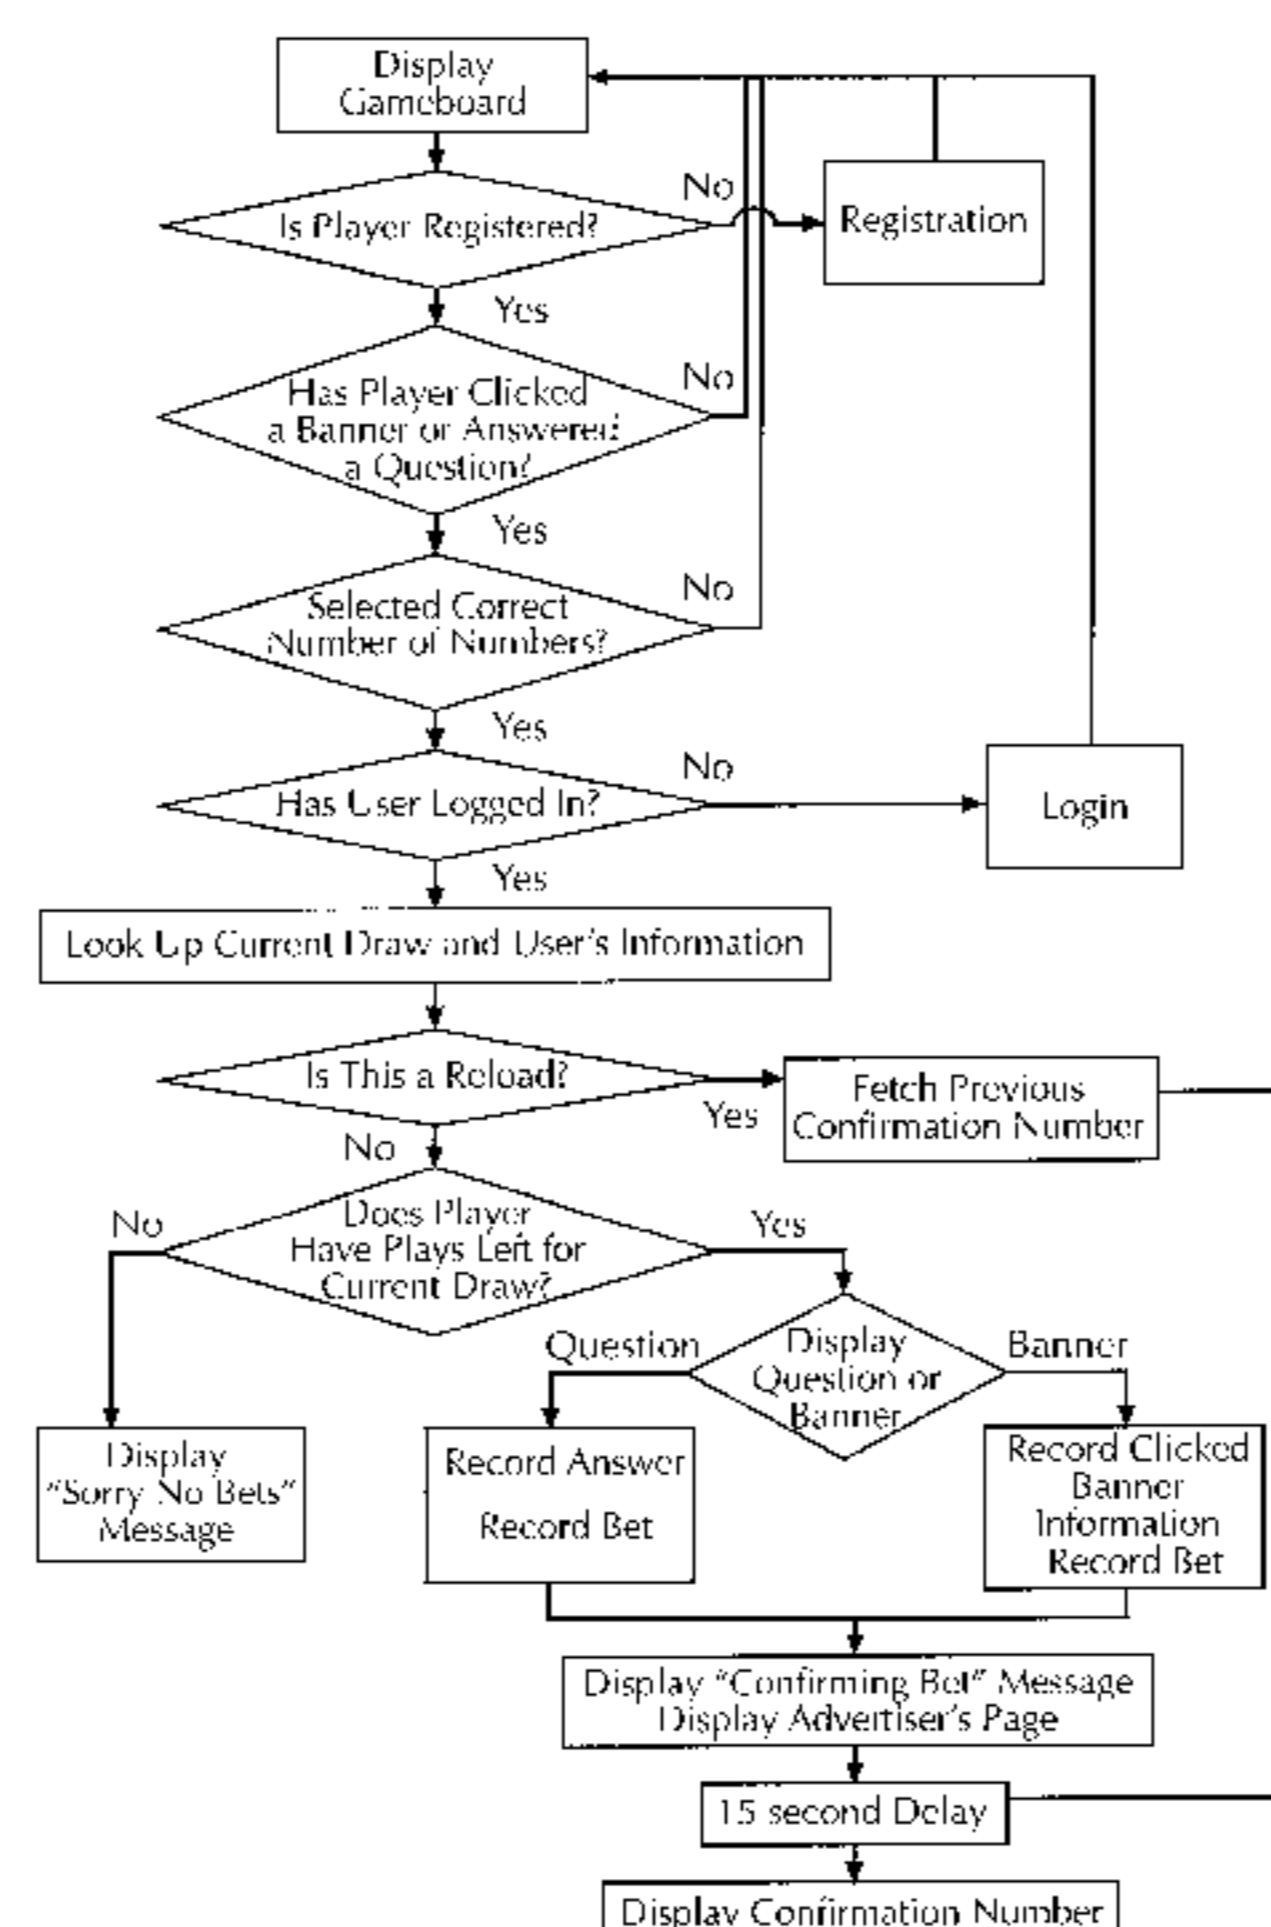 Display
Gameboard
No
Is Player Registered?
Registration
Yes
No
Has Player Clicked
a Banner or Answered
a Question?
Yes
No
Selected Correct
Number of Numbers?
Yes
No
Has User Logged In?
Login
Yes
Look Up Current Draw and User's Information
Is This a Reload?
Fetch Previous
Confirmation Number
Yes
No
Does Player
Have Plays Left for
Current Draw?
No
Yes
Question
Display
Question or
Banner
Banner
Display
"Sorry No Bets"
Message
Record Answer
Record Bet
Record Clicked
Banner
Information
Record Bet
Display "Confirming Bet" Message
Display Advertiser's Page
15 second Delay
Display Confirmation Number